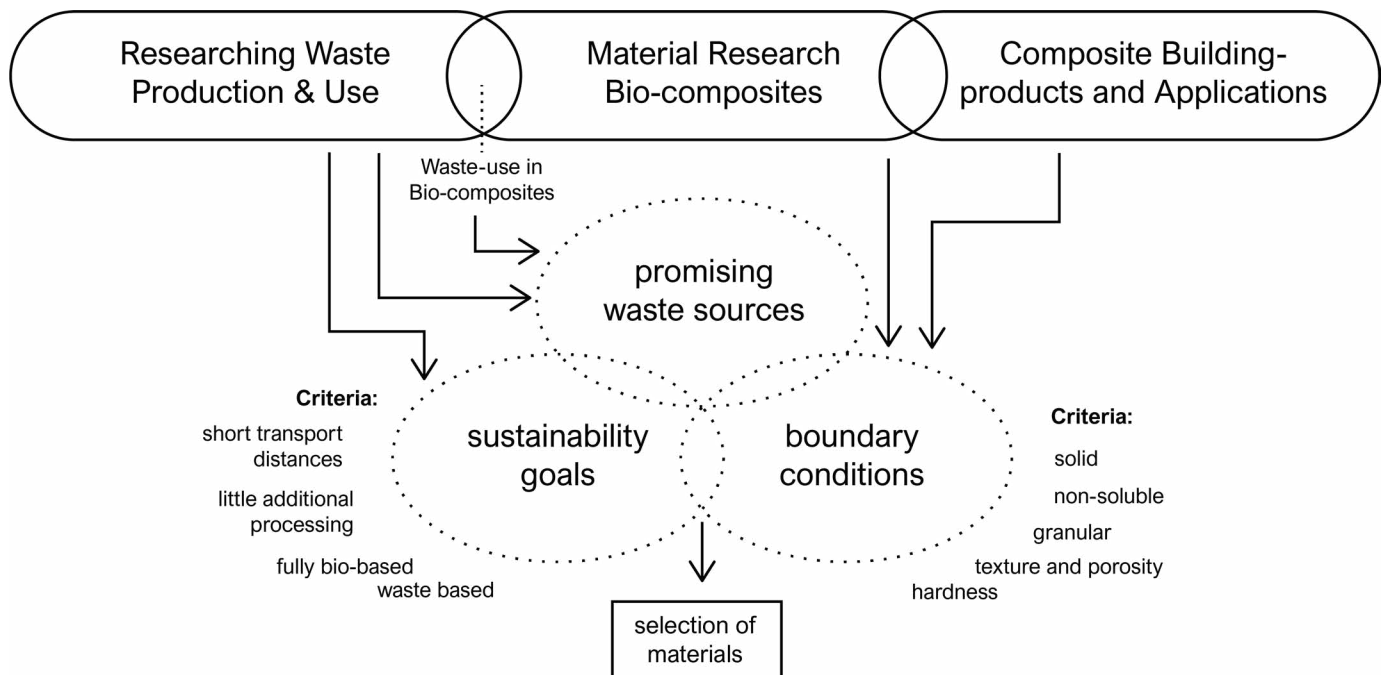 Researching Waste
Production & Use
Material Research
Bio-composites
Composite Building-
products and Applications
Waste-use in
Bio-composites
promising
waste sources
Criteria:
short transport
distances
little additional
processing
fully bio-based
waste based
sustainability
goals
boundary
conditions
Criteria:
solid
non-soluble
granular
texture and porosity
hardness
selection of
materials